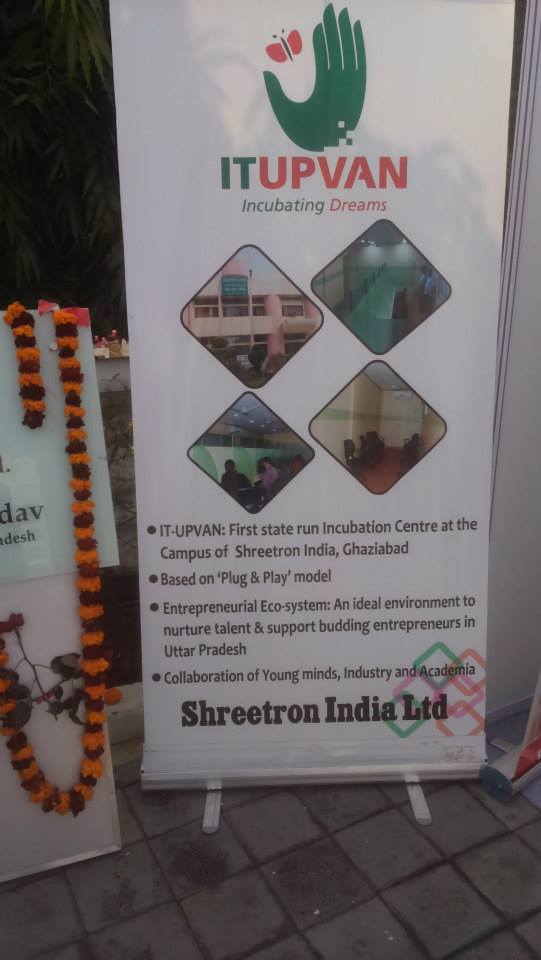 ITUPVAN
Incubating Dreams
• IT-UPVAN: First state run Incubation Centre at the
Campus of Shreetron India, Ghaziabad
• Based on 'Plug & Play' model
• Entrepreneurial Eco-system: An ideal environment to
nurture talent & support budding entrepreneurs in
Uttar Pradesh
• Collaboration of Young minds, Industry and Academia
Shreetron India Ltd
d.
dav
adesh